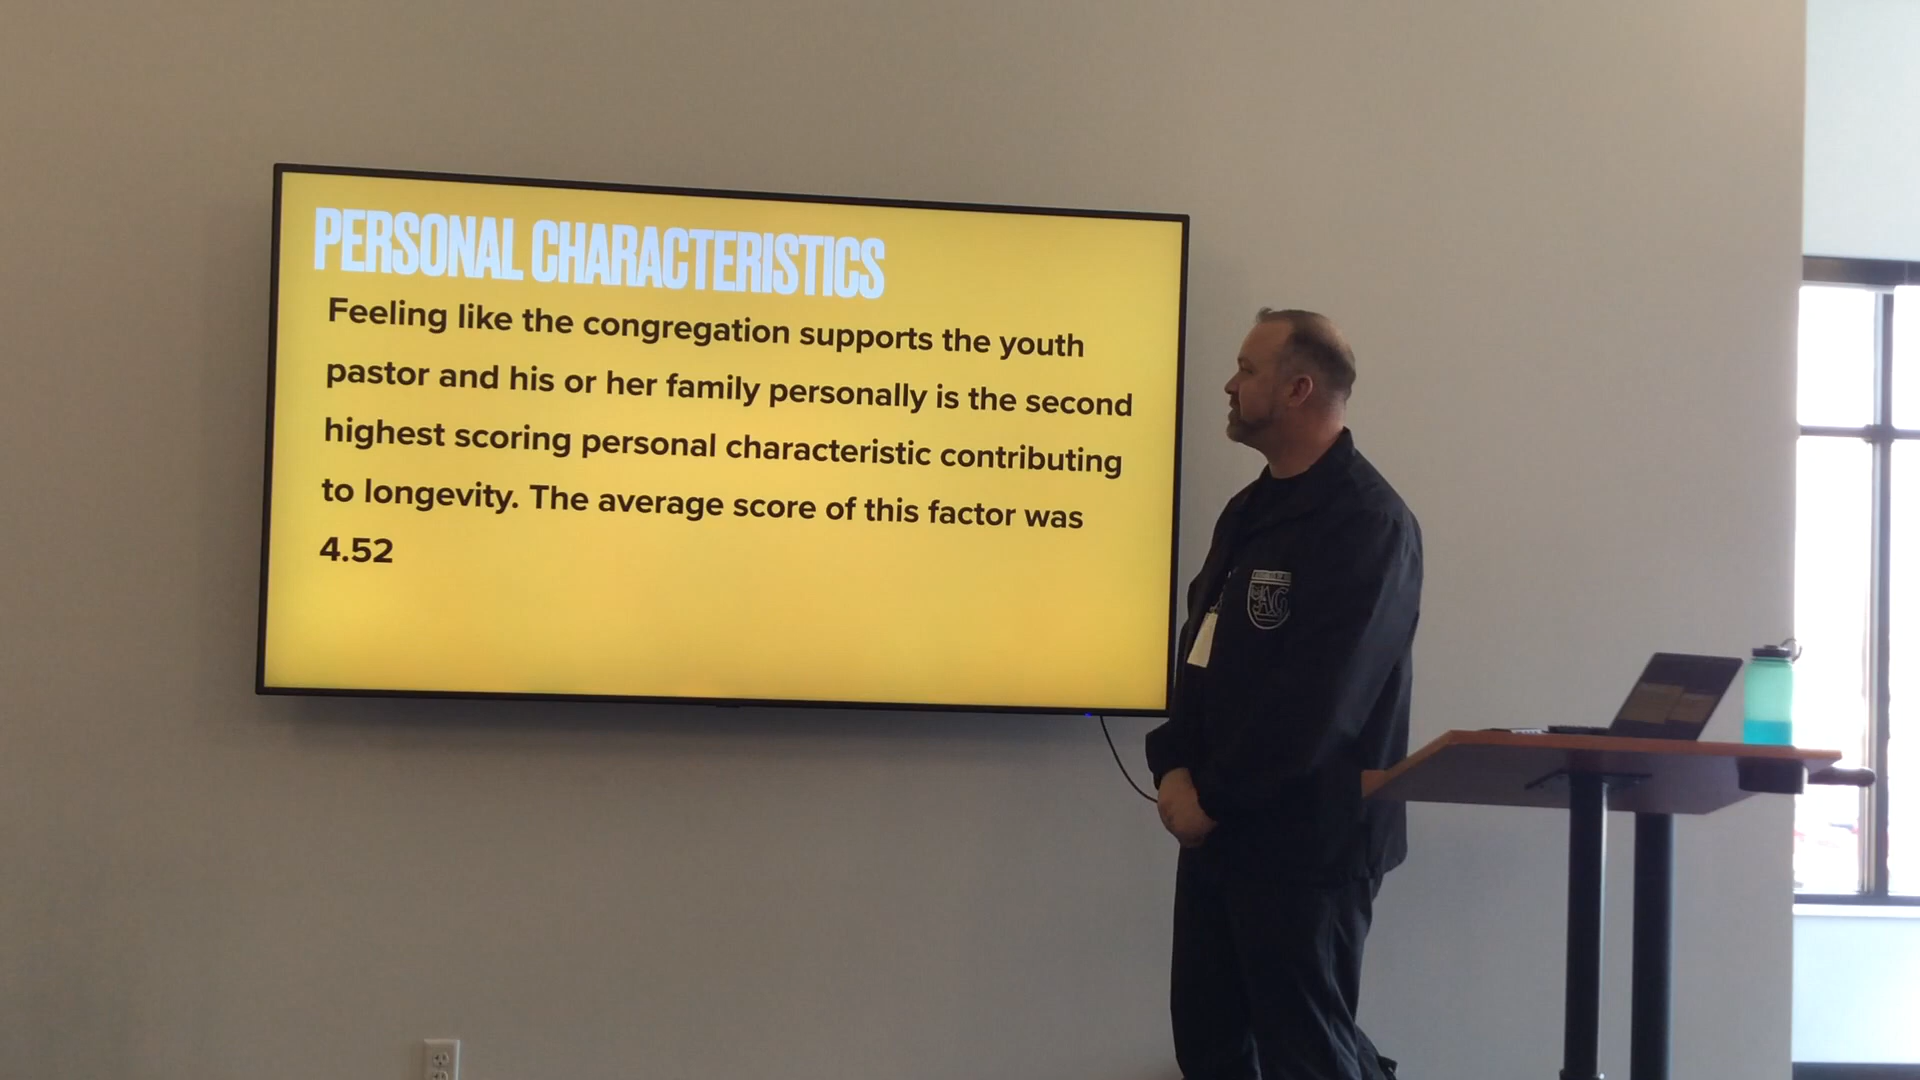 PERSONAL CHARACTERISTICS
Feeling like the congregation supports the youth
pastor and his or her family personally is the second
highest scoring personal characteristic contributing
to longevity. The average score of this factor was
4.52